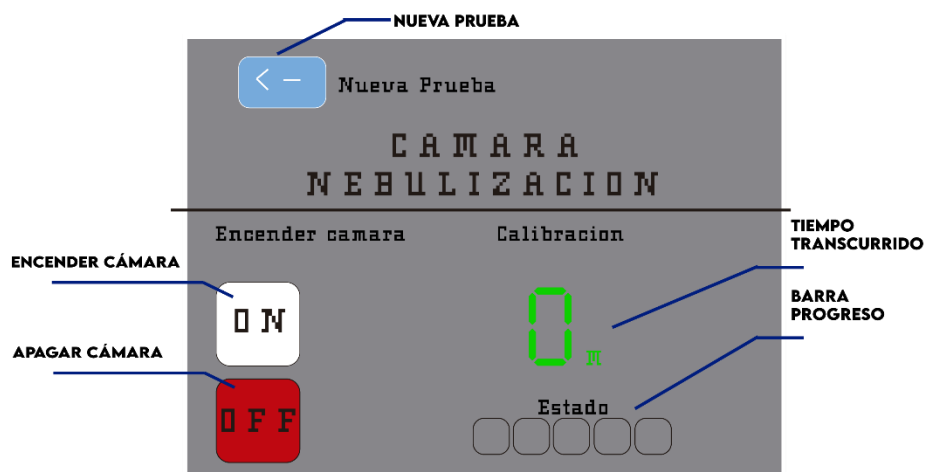 NUEVA PRUEBA
< -
Nueva Prueba
CAMARA
NEBULIZACION
Encender camara
Calibracion
TIEMPO
TRANSCURRIDO
ENCENDER CÁMARA
ON
0 M
BARRA
PROGRESO
APAGAR CÁMARA
OFF
Estado